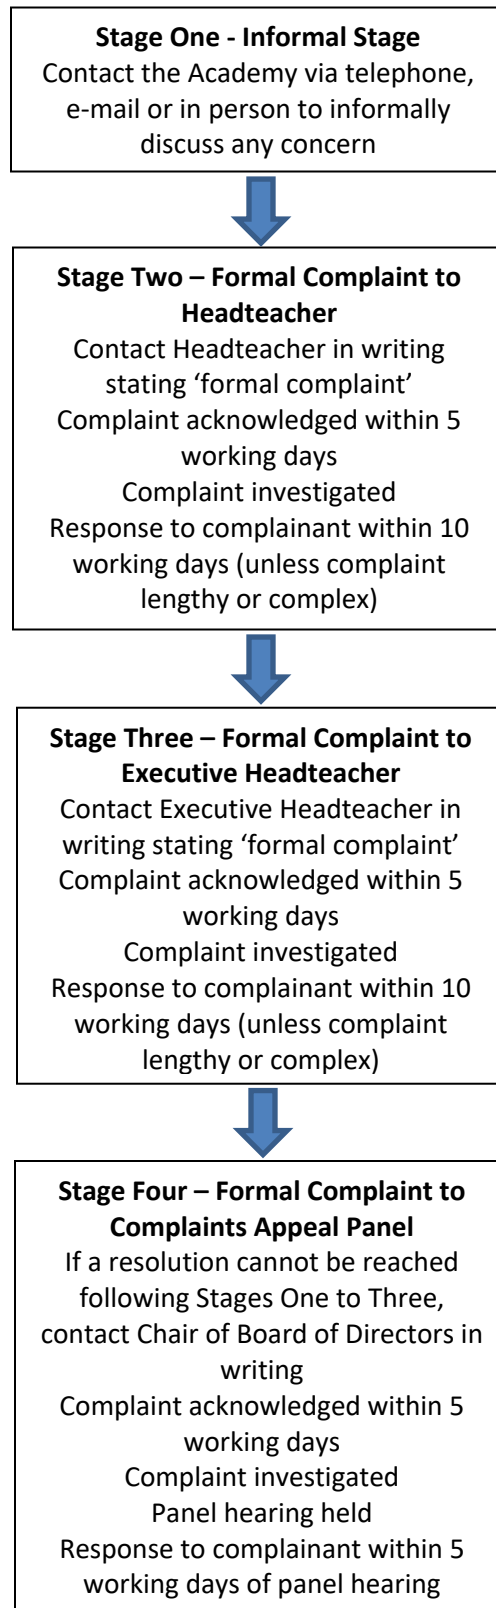 Stage One - Informal Stage
Contact the Academy via telephone,
e-mail or in person to informally
discuss any concern
Stage Two – Formal Complaint to
Headteacher
Contact Headteacher in writing
stating ‘formal complaint’
Complaint acknowledged within 5
working days
Complaint investigated
Response to complainant within 10
working days (unless complaint
lengthy or complex)
Stage Three – Formal Complaint to
Executive Headteacher
Contact Executive Headteacher in
writing stating ‘formal complaint’
Complaint acknowledged within 5
working days
Complaint investigated
Response to complainant within 10
working days (unless complaint
lengthy or complex)
Stage Four – Formal Complaint to
Complaints Appeal Panel
If a resolution cannot be reached
following Stages One to Three,
contact Chair of Board of Directors in
writing
Complaint acknowledged within 5
working days
Complaint investigated
Panel hearing held
Response to complainant within 5
working days of panel hearing